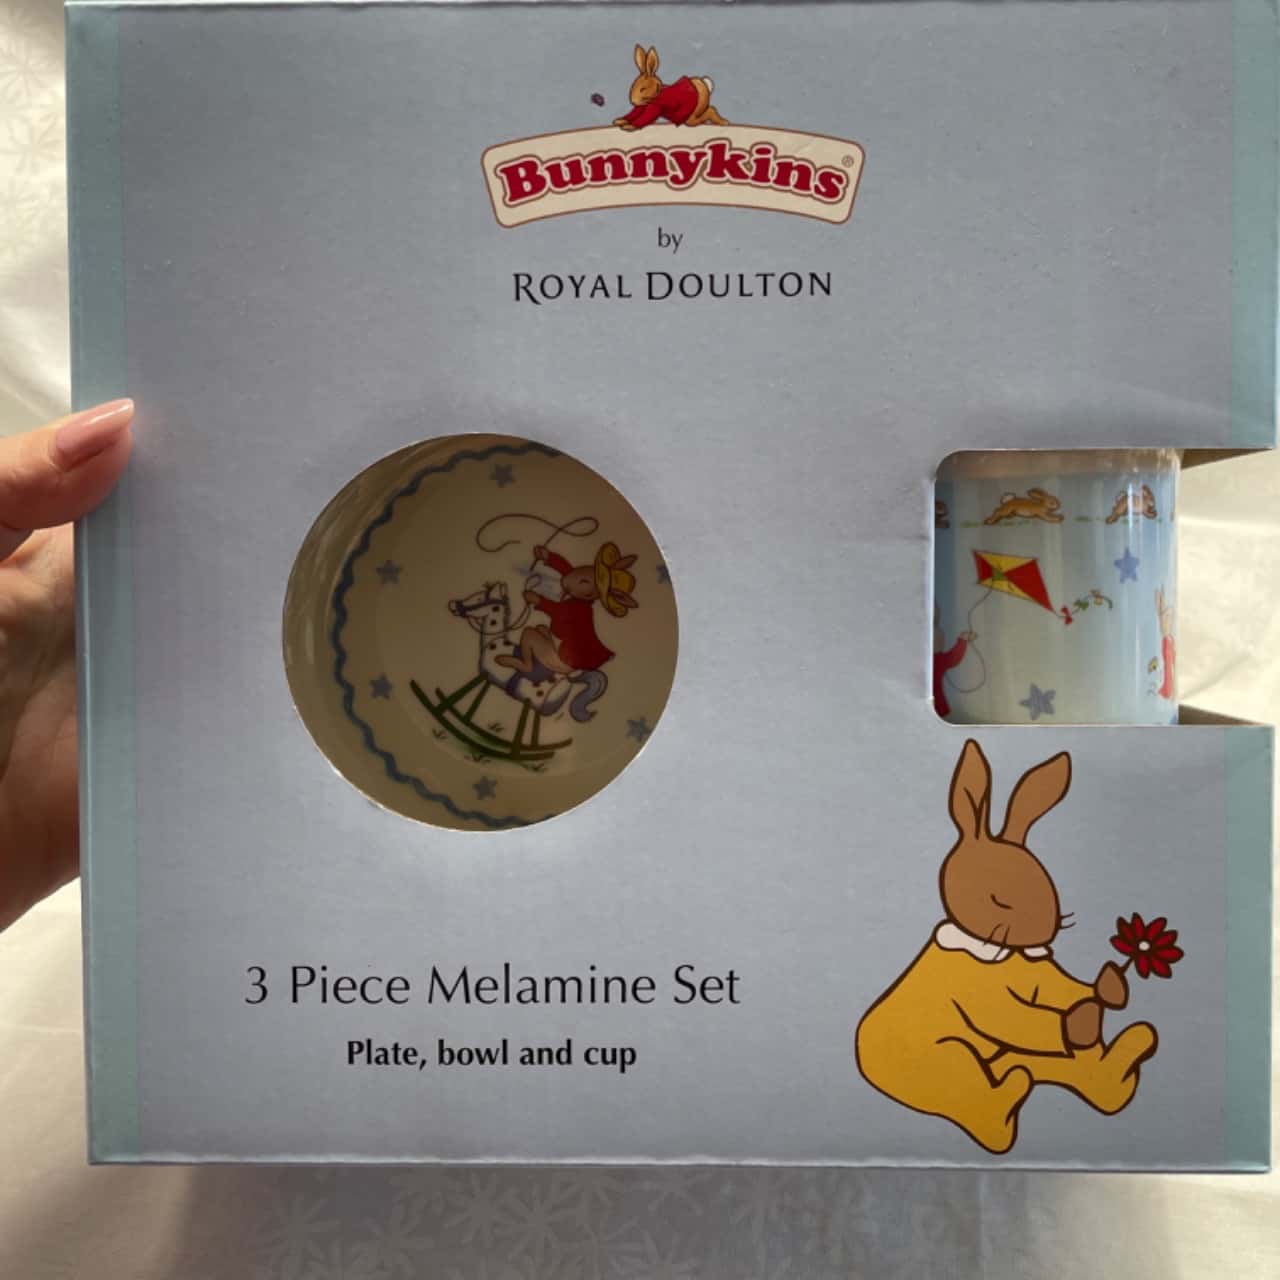 Bunnykins®
by
ROYAL DOULTON
3 Piece Melamine Set
Plate, bowl and cup